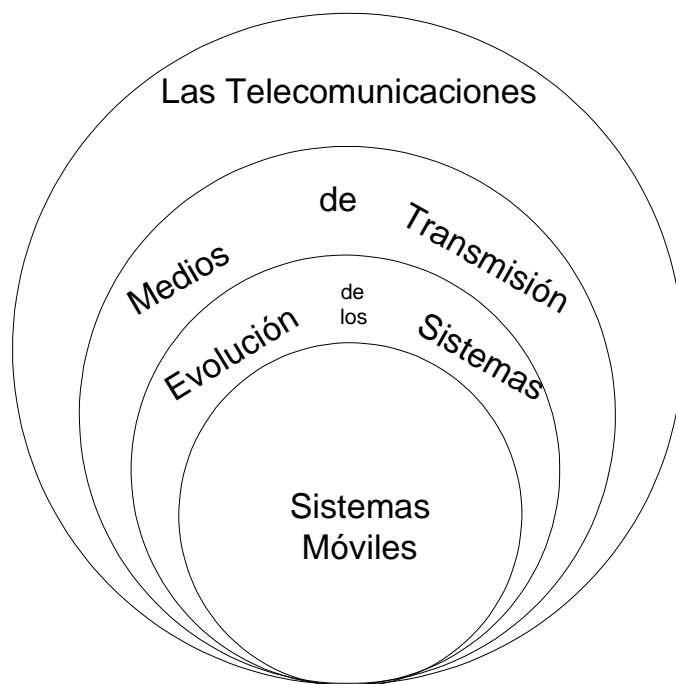 Las Telecomunicaciones
Medios de Transmisión
Evolución de los Sistemas
Sistemas
Móviles